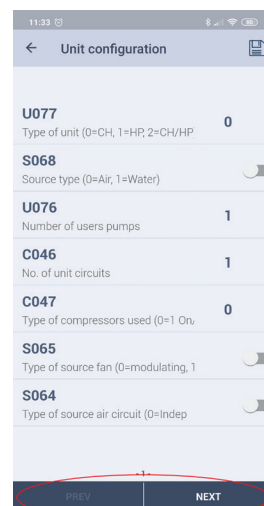 11:33
Unit configuration
U077
Type of unit (0=CH, 1=HP, 2=CH/HP
0
S068
Source type (0=Air, 1=Water)
U076
Number of users pumps
1
C046
No. of unit circuits
1
C047
Type of compressors used (0=1 On/
0
S065
Type of source fan (0=modulating, 1
S064
Type of source air circuit (0=Indep
-1-
PREV
NEXT